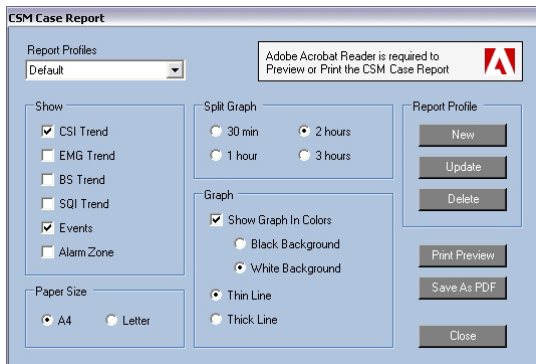 CSM Case Report
Report Profiles
Default
Adobe Acrobat Reader is required to
Preview or Print the CSM Case Report
Show
CSI Trend
EMG Trend
BS Trend
SQI Trend
Events
Alarm Zone
Paper Size
A4 Letter
Split Graph
30 min 2 hours
1 hour 3 hours
Graph
Show Graph In Colors
Black Background
White Background
Thin Line
Thick Line
Report Profile
New
Update
Delete
Print Preview
Save As PDF
Close